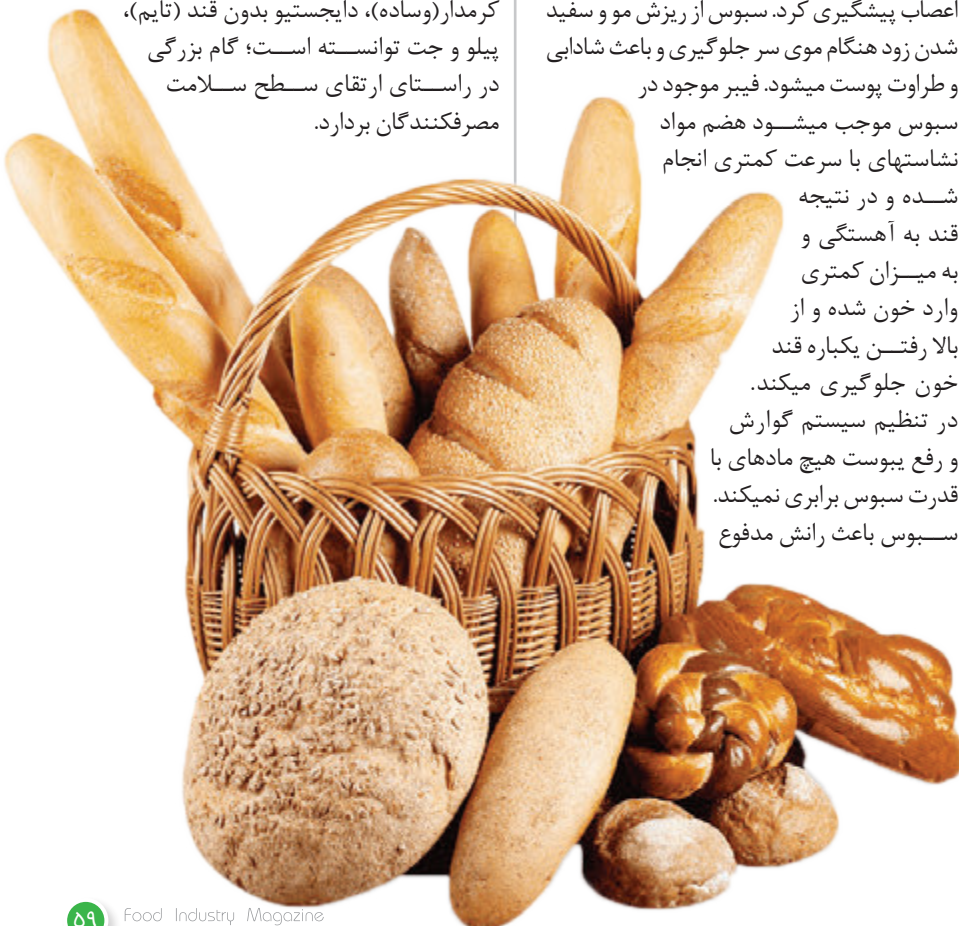 اعصاب پیشگیری کرد. سبوس از ریزش مو و سفید
شدن زود هنگام موی سر جلوگیری و باعث شادابی
و طراوت پوست میشود. فیبر موجود در
سبوس موجب میشود هضم مواد
نشاستهای با سرعت کمتری انجام
شده و در نتیجه
قند به آهستگی و
به میزان کمتری
وارد خون شده و از
بالا رفتن یکباره قند
خون جلوگیری میکند.
در تنظیم سیستم گوارش
و رفع یبوست هیچ مادهای با
قدرت سبوس برابری نمیکند.
سبوس باعث رانش مدفوع
کرمدار(وساده)، دایجستیو بدون قند (تایم)،
پیلو و جت توانسته است؛ گام بزرگی
در راستای ارتقای سطح سلامت
مصرفکنندگان بردارد.
۵۹ Food Industry Magazine